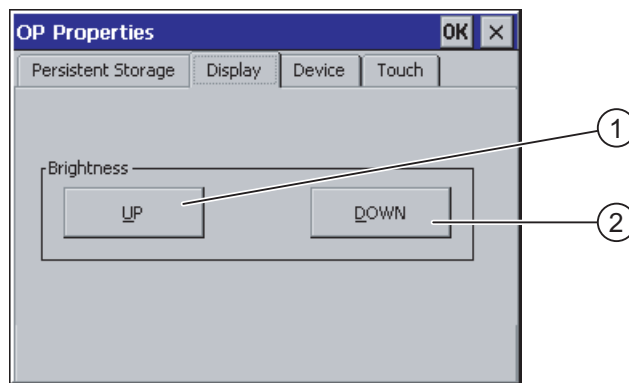 OP Properties OK ×
Persistent Storage Display Device Touch
1
Brightness
UP DOWN
2